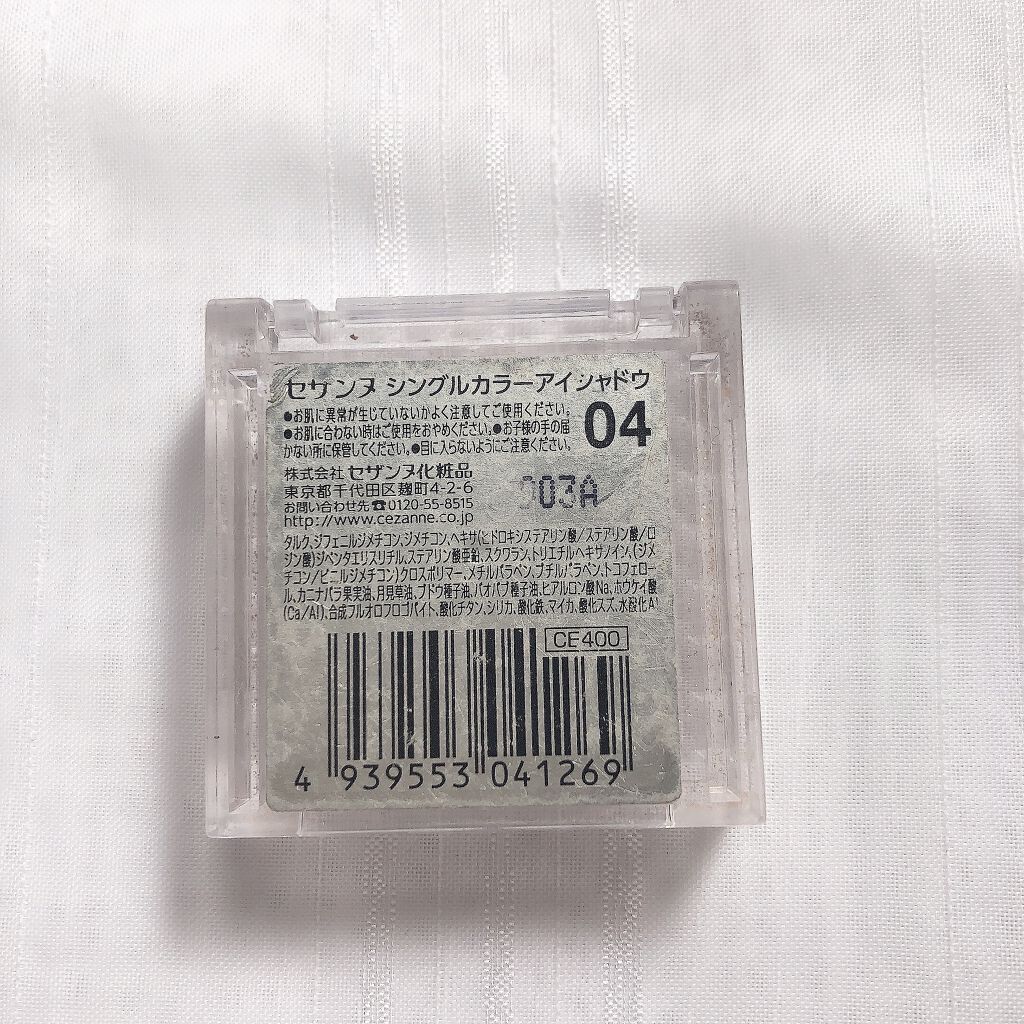 セザンヌ シングルカラーアイシャドウ
●お肌に異常が生じていないかよく注意してご使用ください。
●お肌に合わない時はご使用をおやめください。●お子様の手の届
かない所に保管してください。●目に入らないようにご注意ください。
04
株式会社 セザンヌ化粧品
東京都千代田区麹町4-2-6
お問い合わせ先☎0120-55-8515
http://www.cezanne.co.jp
003A
タルク、ジフェニルジメチコン、ジメチコン、ヘキサ(ヒドロキシステアリン酸/ステアリン酸/ロ
ジン酸)ジペンタエリスリチル、ステアリン酸亜鉛、スクワラン、トリエチルヘキサノイン、(ジメ
チコン/ビニルジメチコン)クロスポリマー、メチルパラベン、ブチルパラベン、トコフェロー
ル、カニナバラ果実油、月見草油、ブドウ種子油、バオバブ種子油、ヒアルロン酸Na、ホウケイ酸
(Ca/Al)、合成フルオロフロゴパイト、酸化チタン、シリカ、酸化鉄、マイカ、酸化スズ、水酸化Al
CE400
4 939553 041269